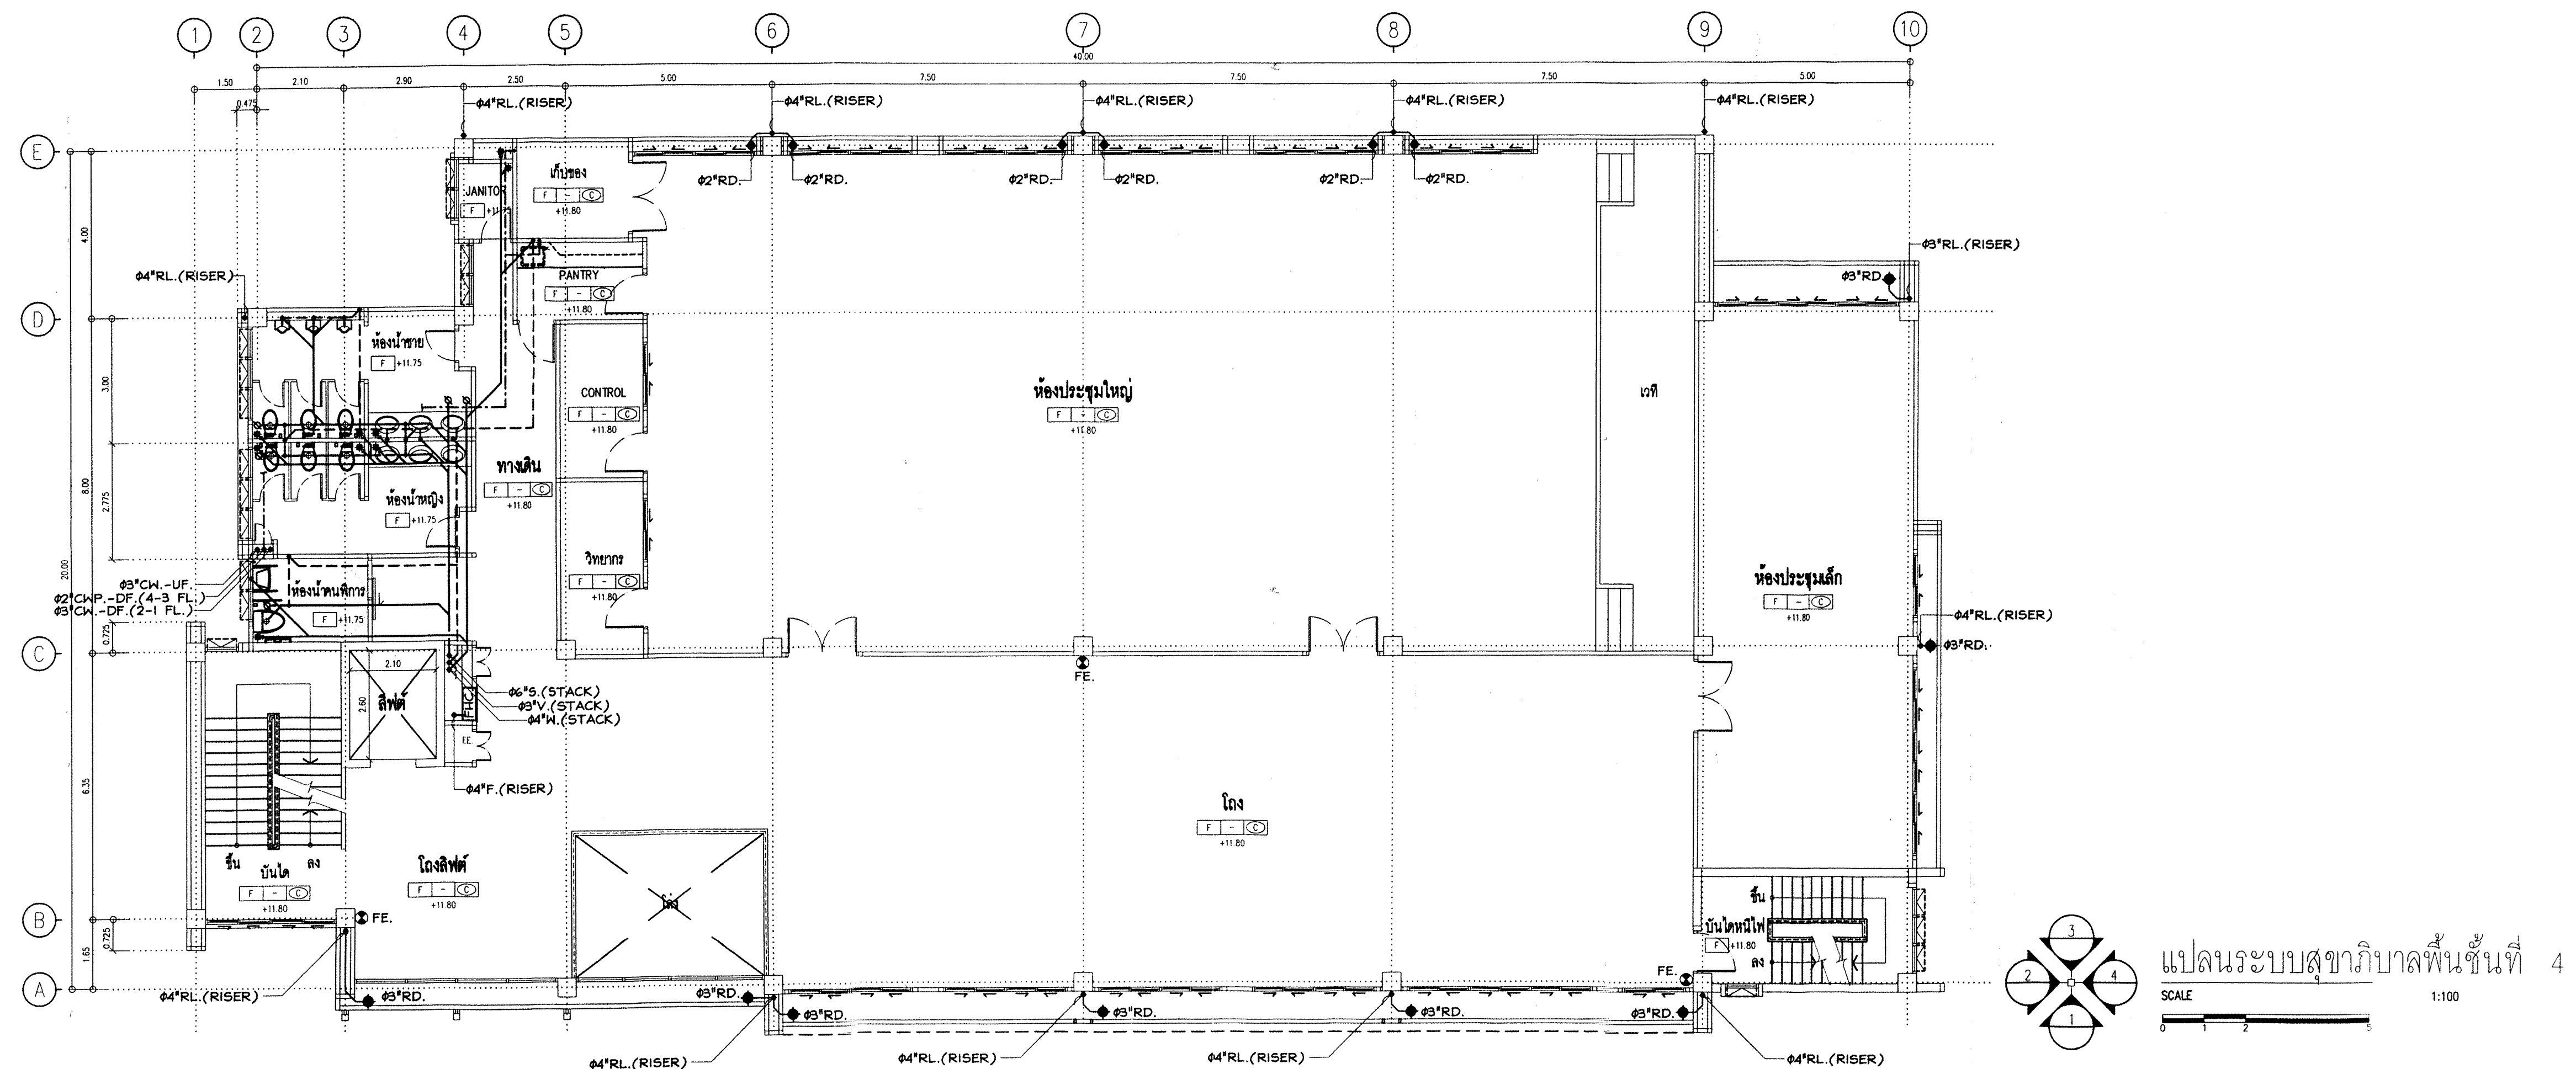 1 2 3 4 5 6 7 8 9 10
40.00
1.50 2.10 2.90 2.50 5.00 7.50 7.50 7.50 5.00
0.475
φ4"RL.(RISER) φ4"RL.(RISER) φ4"RL.(RISER) φ4"RL.(RISER) φ4"RL.(RISER)
E
φ2"RD. φ2"RD. φ2"RD. φ2"RD. φ2"RD. φ2"RD.
เก็บของ
F - C
+11.80
JANITOR
F +11.75
4.00
φ3"RL.(RISER)
φ3"RD.
φ4"RL.(RISER)
PANTRY
F - C
+11.80
D
ห้องน้ำชาย
F +11.75
3.00
CONTROL
F - C
+11.80
ห้องประชุมใหญ่
F - C
+11.80
เวที
ทางเดิน
F - C
+11.80
8.00
2.775
ห้องน้ำหญิง
F +11.75
20.00
วิทยากร
F - C
+11.80
ห้องประชุมเล็ก
F - C
+11.80
φ3"CW.-UF.
φ2"CWP.-DF.(4-3 FL.)
φ3"CW.-DF.(2-1 FL.)
ห้องน้ำคนพิการ
F +11.75
φ4"RL.(RISER)
φ3"RD.
0.725
C
FE.
2.10
2.60
ลิฟต์
φ6"S.(STACK)
φ3"V.(STACK)
φ4"W.(STACK)
FHC
EE.
φ4"F.(RISER)
6.35
โถง
F - C
+11.80
ขึ้น ลง
บันได
F - C
+11.80
โถงลิฟต์
F - C
+11.80
B
FE.
0.725
1.65
ขึ้น
บันไดหนีไฟ
F +11.80
ลง
FE.
A
φ4"RL.(RISER)
φ3"RD. φ3"RD. φ3"RD. φ3"RD. φ3"RD. φ3"RD.
φ4"RL.(RISER) φ4"RL.(RISER) φ4"RL.(RISER) φ4"RL.(RISER)
3
2 4
1
แปลนระบบสุขาภิบาลพื้นชั้นที่ 4
SCALE 1:100
0 1 2 5